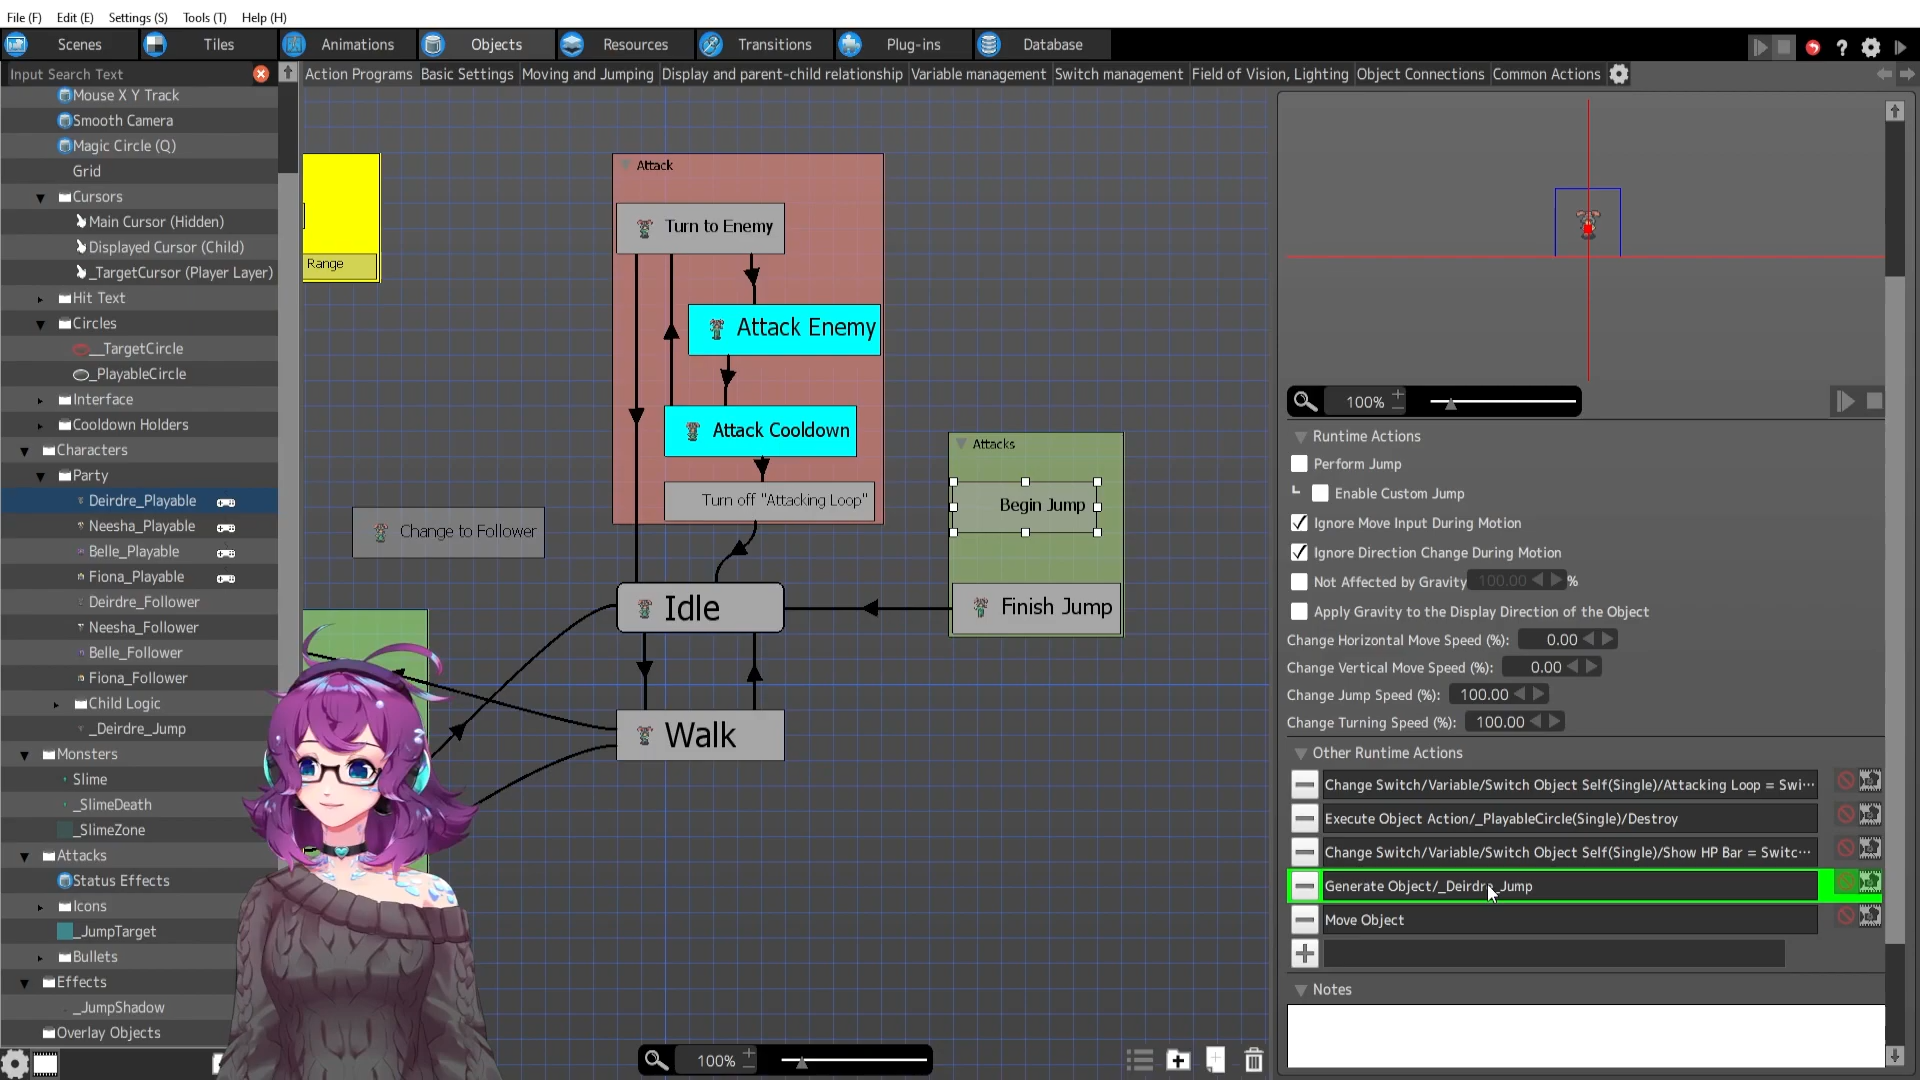 File (F) Edit (E) Settings (S) Tools (T) Help (H)
Scenes Tiles Animations Objects Resources Transitions Plug-ins Database
Input Search Text
Action Programs Basic Settings Moving and Jumping Display and parent-child relationship Variable management Switch management Field of Vision, Lighting Object Connections Common Actions
Mouse X Y Track
Smooth Camera
Magic Circle (Q)
Grid
Cursors
Main Cursor (Hidden)
Displayed Cursor (Child)
_TargetCursor (Player Layer)
Hit Text
Circles
__TargetCircle
_PlayableCircle
Interface
Cooldown Holders
Characters
Party
Deirdre_Playable
Neesha_Playable
Belle_Playable
Fiona_Playable
Deirdre_Follower
Neesha_Follower
Belle_Follower
Fiona_Follower
Child Logic
_Deirdre_Jump
Monsters
Slime
_SlimeDeath
_SlimeZone
Attacks
Status Effects
Icons
_JumpTarget
Bullets
Effects
_JumpShadow
Overlay Objects
Range
Attack
Turn to Enemy
Attack Enemy
Attack Cooldown
Turn off "Attacking Loop"
Change to Follower
Attacks
Begin Jump
Finish Jump
Idle
Walk
100%
100%
Runtime Actions
Perform Jump
Enable Custom Jump
Ignore Move Input During Motion
Ignore Direction Change During Motion
Not Affected by Gravity 100.00 %
Apply Gravity to the Display Direction of the Object
Change Horizontal Move Speed (%): 0.00
Change Vertical Move Speed (%): 0.00
Change Jump Speed (%): 100.00
Change Turning Speed (%): 100.00
Other Runtime Actions
Change Switch/Variable/Switch Object Self(Single)/Attacking Loop = Swi···
Execute Object Action/_PlayableCircle(Single)/Destroy
Change Switch/Variable/Switch Object Self(Single)/Show HP Bar = Switc···
Generate Object/_Deirdre_Jump
Move Object
Notes